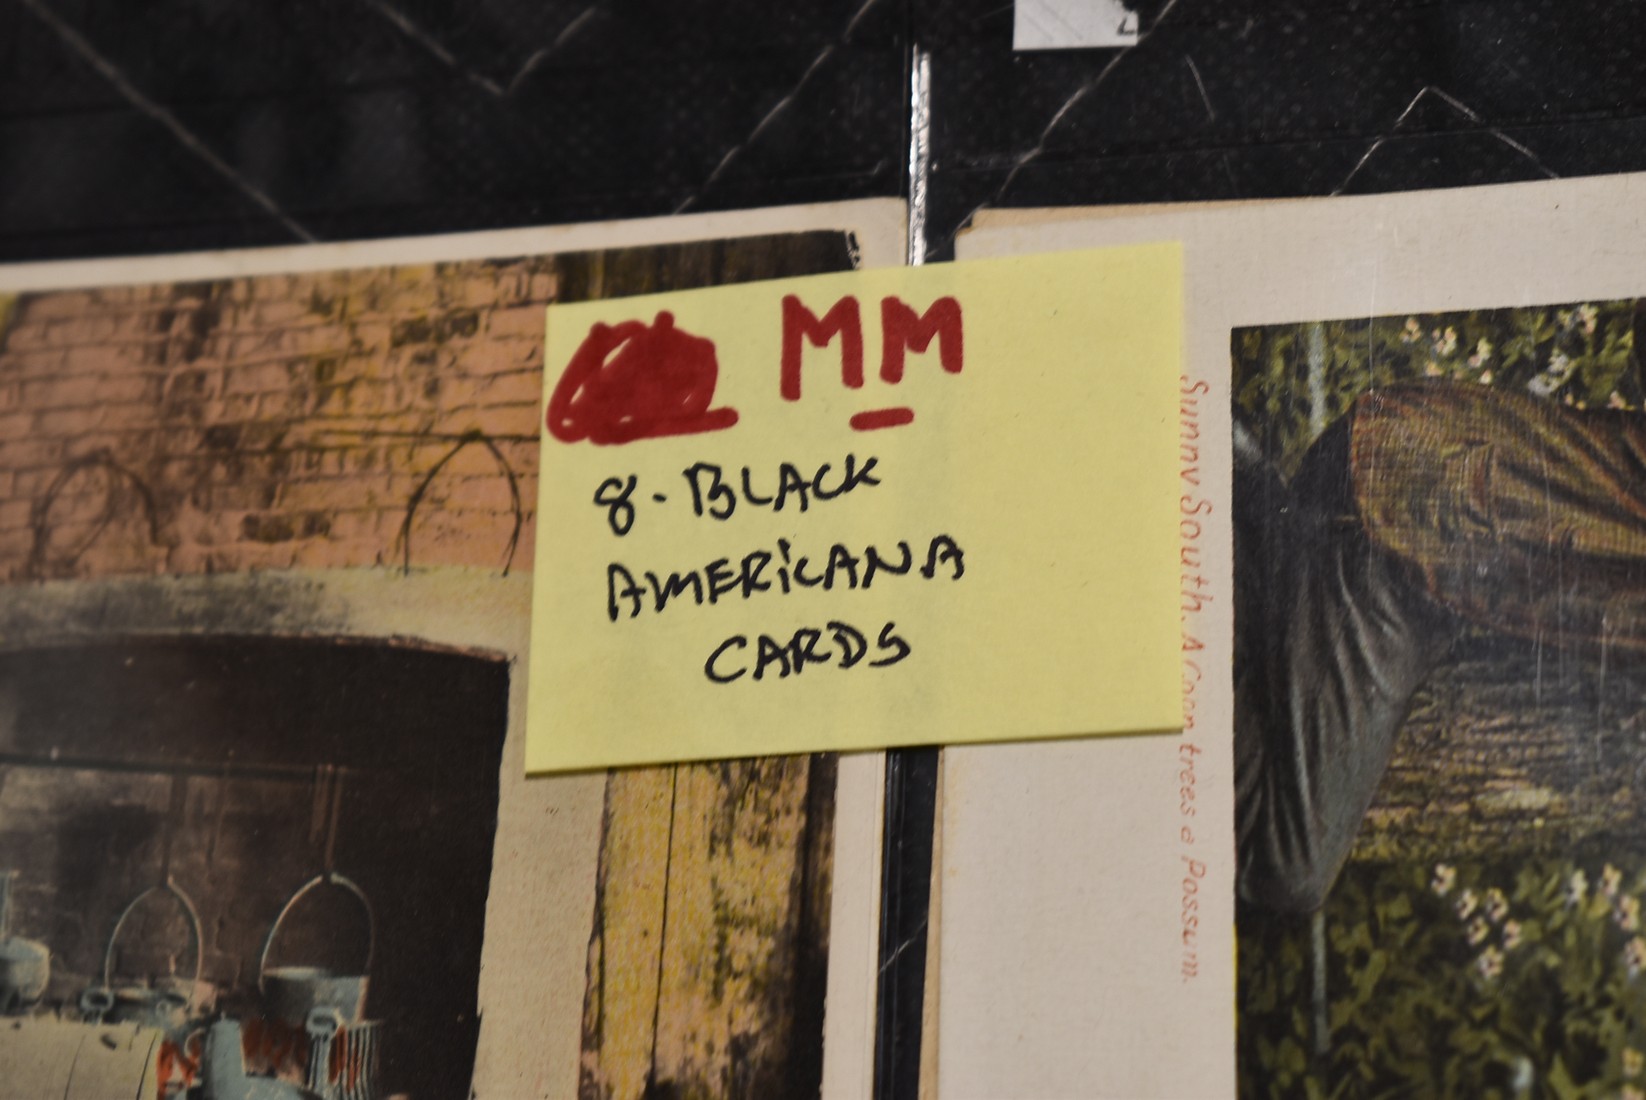 MM
8-BLACK
AMERiCANA
CARDS
Sunny South. A Coon trees a Possum.